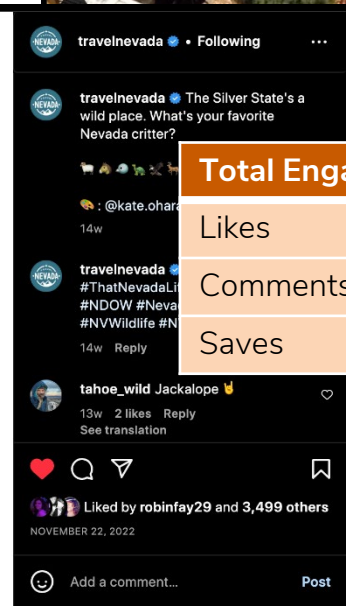 NEVADA
travelnevada • Following
travelnevada The Silver State's a
wild place. What's your favorite
Nevada critter?
: @kate.ohara
14w
NEVADA
travelnevada
#ThatNevadaLi
#NDOW #Neva
#NVWildlife #N
14w Reply
tahoe_wild Jackalope
13w 2 likes Reply
See translation
Liked by robinfay29 and 3,499 others
NOVEMBER 22, 2022
Add a comment... Post
Total Enga
Likes
Comments
Saves